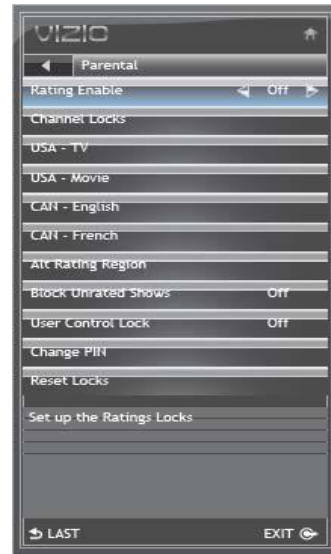 VIZIO
Parental
Rating Enable Off
Channel Locks
USA - TV
USA - Movie
CAN - English
CAN - French
Alt Rating Region
Block Unrated Shows Off
User Control Lock Off
Change PIN
Reset Locks
Set up the Ratings Locks
LAST EXIT